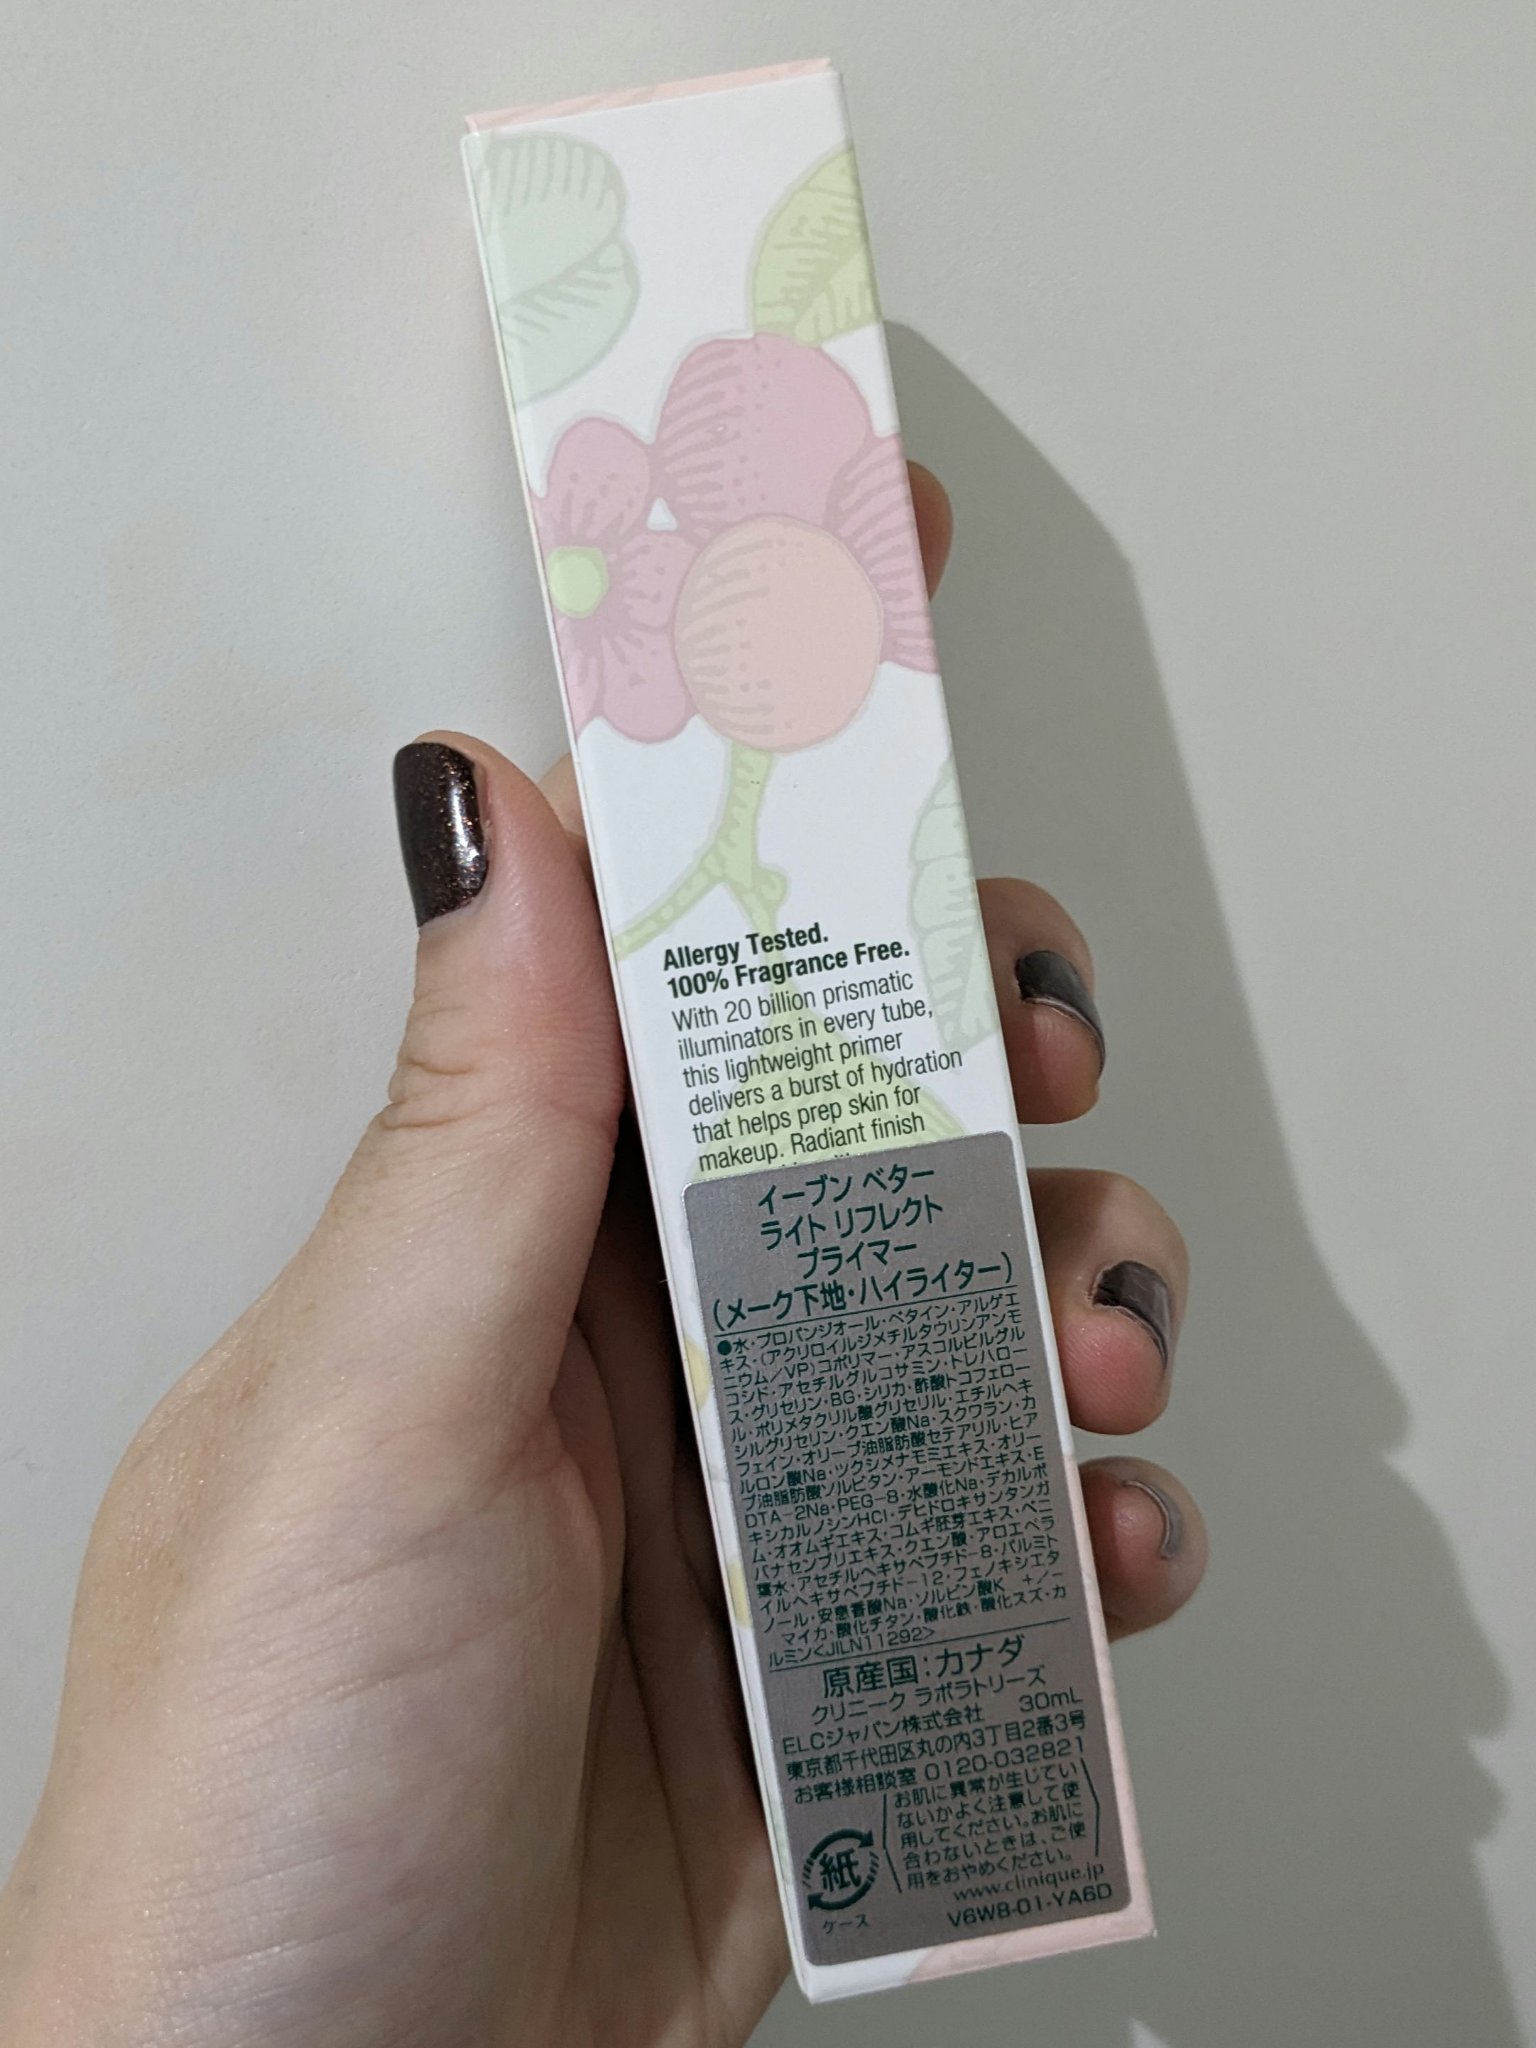 Allergy Tested.
100% Fragrance Free.
With 20 billion prismatic
illuminators in every tube,
this lightweight primer
delivers a burst of hydration
that helps prep skin for
makeup. Radiant finish
イーブン ベター
ライト リフレクト
プライマー
(メーク下地・ハイライター)
●水・プロパンジオール・ベタイン・アルゲエ
キス・(アクリロイルジメチルタウリンアンモ
ニウム/VP)コポリマー・アスコルビルグル
コシド・アセチルグルコサミン・トレハロー
ス・グリセリン・BG・シリカ・酢酸トコフェロー
ル・ポリメタクリル酸グリセリル・エチルヘキ
シルグリセリン・クエン酸Na・スクワラン・カ
フェイン・オリーブ油脂肪酸セテアリル・ヒア
ルロン酸Na・ツクシメナモミエキス・オリー
ブ油脂肪酸ソルビタン・アーモンドエキス・E
DTA-2Na・PEG-8・水酸化Na・デカルボ
キシカルノシンHCl・デヒドロキサンタンガ
ム・オオムギエキス・コムギ胚芽エキス・ベニ
バナセンブリエキス・クエン酸・アロエベラ
葉水・アセチルヘキサペプチド-8・パルミト
イルヘキサペプチド-12・フェノキシエタ
ノール・安息香酸Na・ソルビン酸K +/-
マイカ・酸化チタン・酸化鉄・酸化スズ・カ
ルミン<JILN11292>
原産国:カナダ
クリニーク ラボラトリーズ
ELCジャパン株式会社 30mL
東京都千代田区丸の内3丁目2番3号
お客様相談室 0120-032821
お肌に異常が生じてい
ないかよく注意して使
用してください。お肌に
合わないときは、ご使
用をおやめください。
紙
ケース
www.clinique.jp
V6W8-01-YA6D